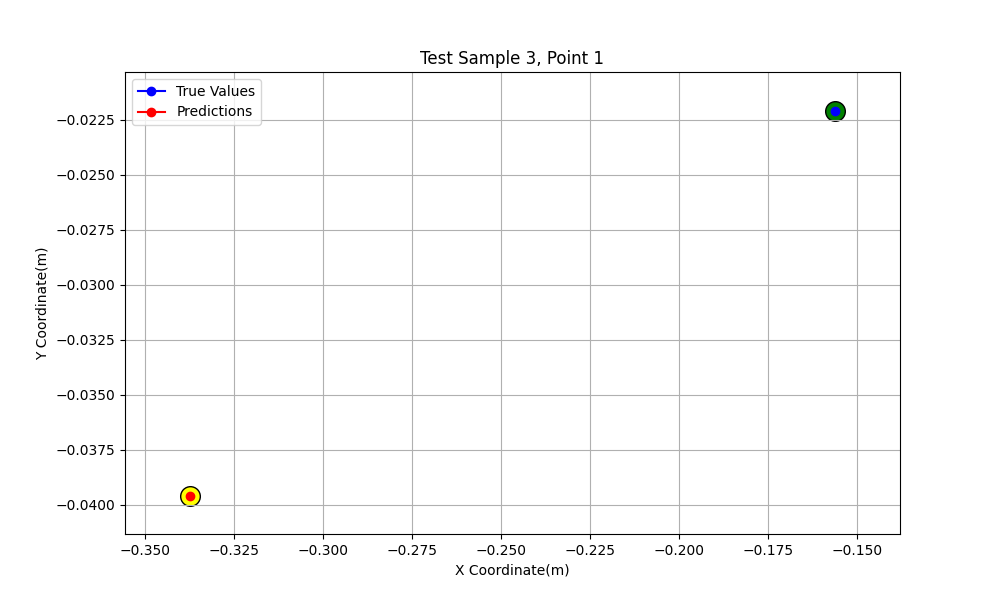 Test Sample 3, Point 1
True Values
Predictions
Y Coordinate(m)
−0.0225
−0.0250
−0.0275
−0.0300
−0.0325
−0.0350
−0.0375
−0.0400
−0.350 −0.325 −0.300 −0.275 −0.250 −0.225 −0.200 −0.175 −0.150
X Coordinate(m)